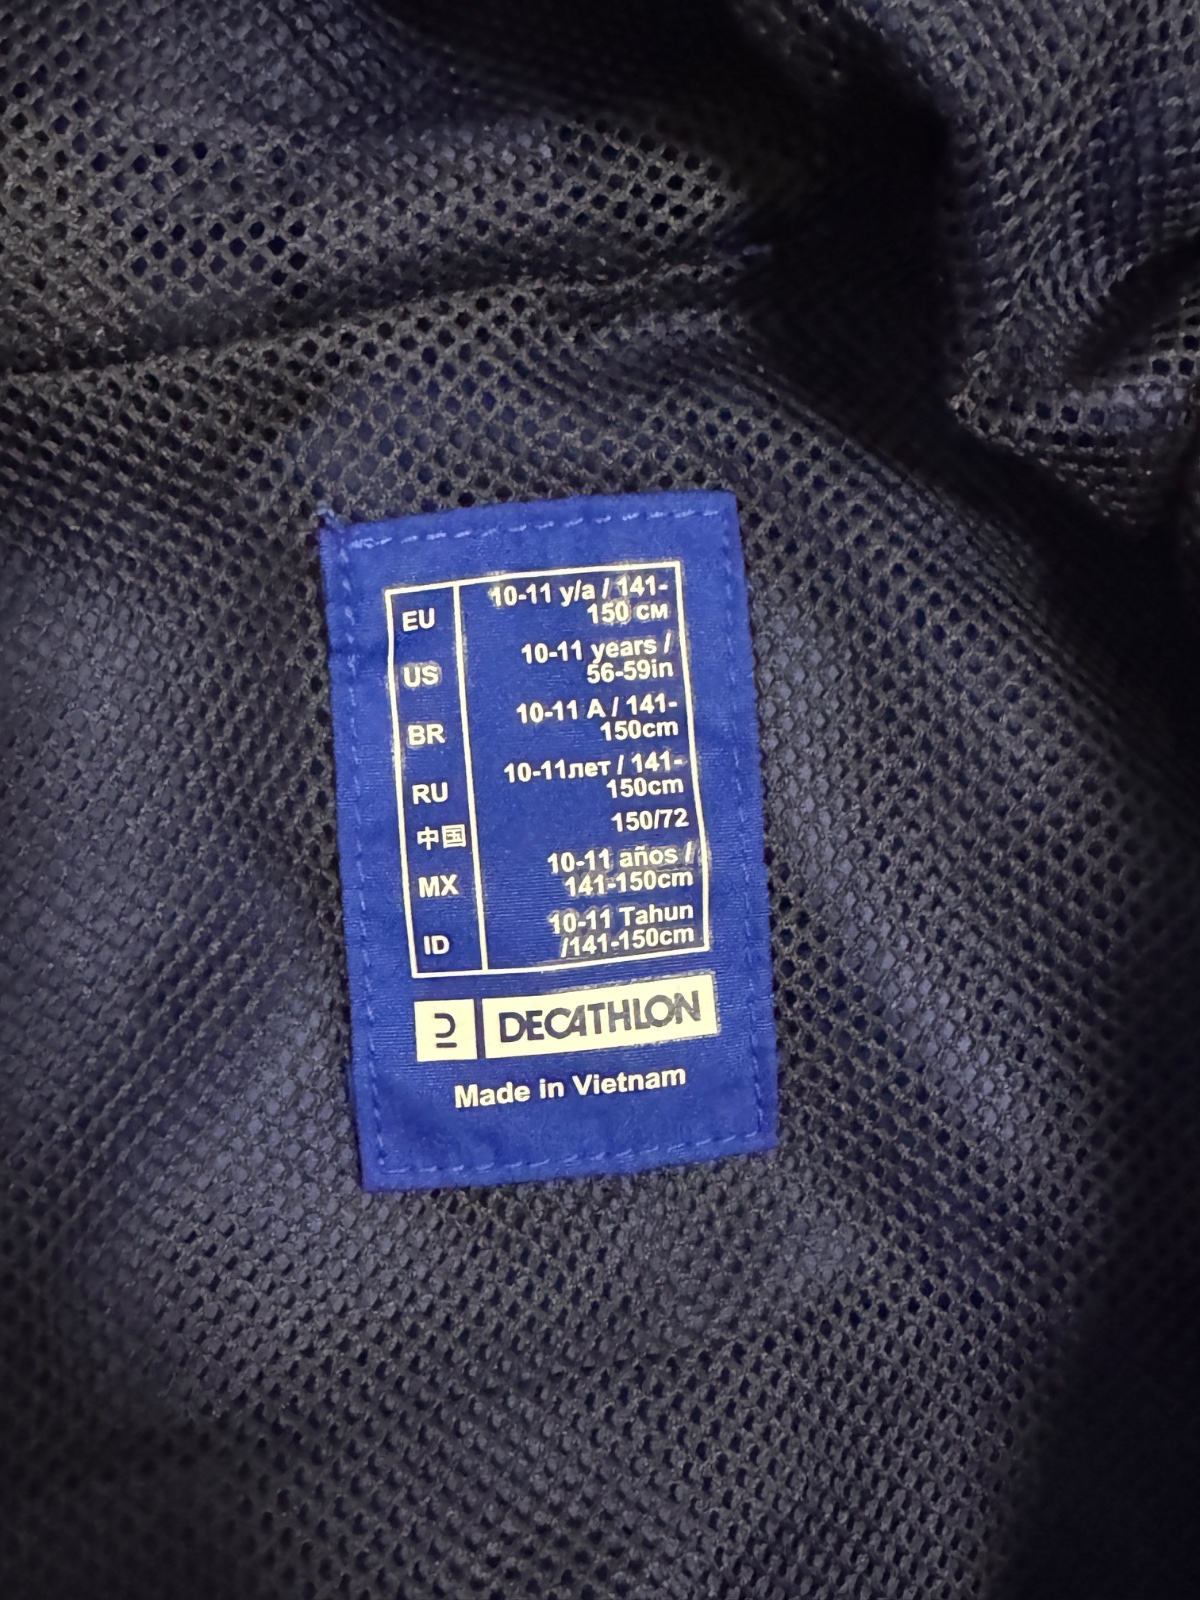 EU 10-11 y/a / 141-
150 CM
US 10-11 years /
56-59in
BR 10-11 A / 141-
150cm
RU 10-11лет / 141-
150cm
中国 150/72
MX 10-11 años /
141-150cm
ID 10-11 Tahun
/141-150cm
DECATHLON
Made in Vietnam